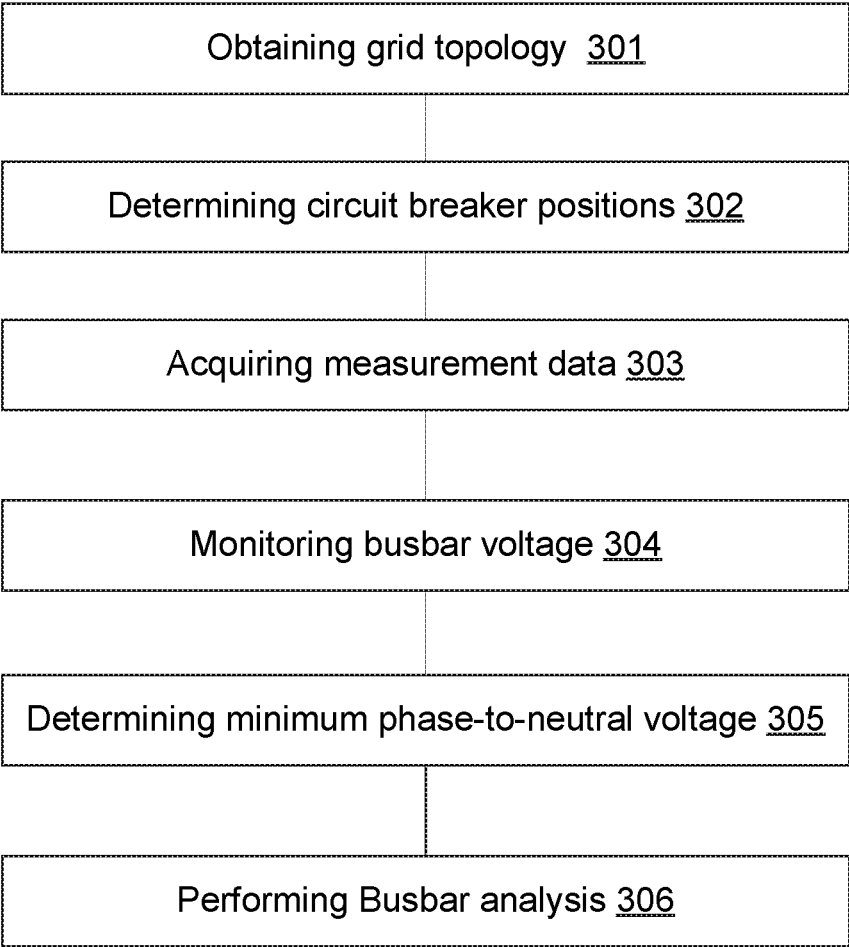 Obtaining grid topology 301
Determining circuit breaker positions 302
Acquiring measurement data 303
Monitoring busbar voltage 304
Determining minimum phase-to-neutral voltage 305
Performing Busbar analysis 306